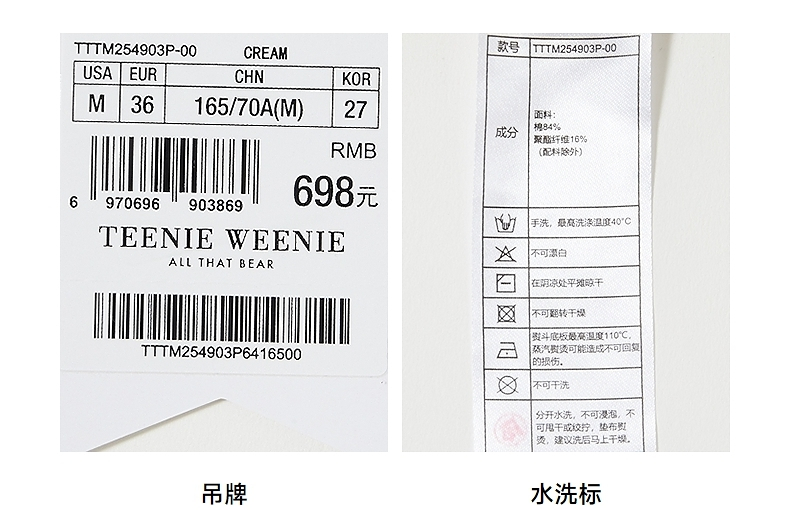 TTTM254903P-00 CREAM
USA EUR CHN KOR
M 36 165/70A(M) 27
RMB
698元
6 970696 903869
TEENIE WEENIE
ALL THAT BEAR
TTTM254903P6416500
吊牌
款号 TTTM254903P-00
成分
面料：
棉84%
聚酯纤维16%
（配料除外）
手洗，最高洗涤温度40°C
不可漂白
在阴凉处平摊晾干
不可翻转干燥
熨斗底板最高温度110°C，
蒸汽熨烫可能造成不可回复
的损伤。
不可干洗
分开水洗，不可浸泡，不
可甩干或绞拧，垫布熨
烫，建议洗后马上干燥。
水洗标